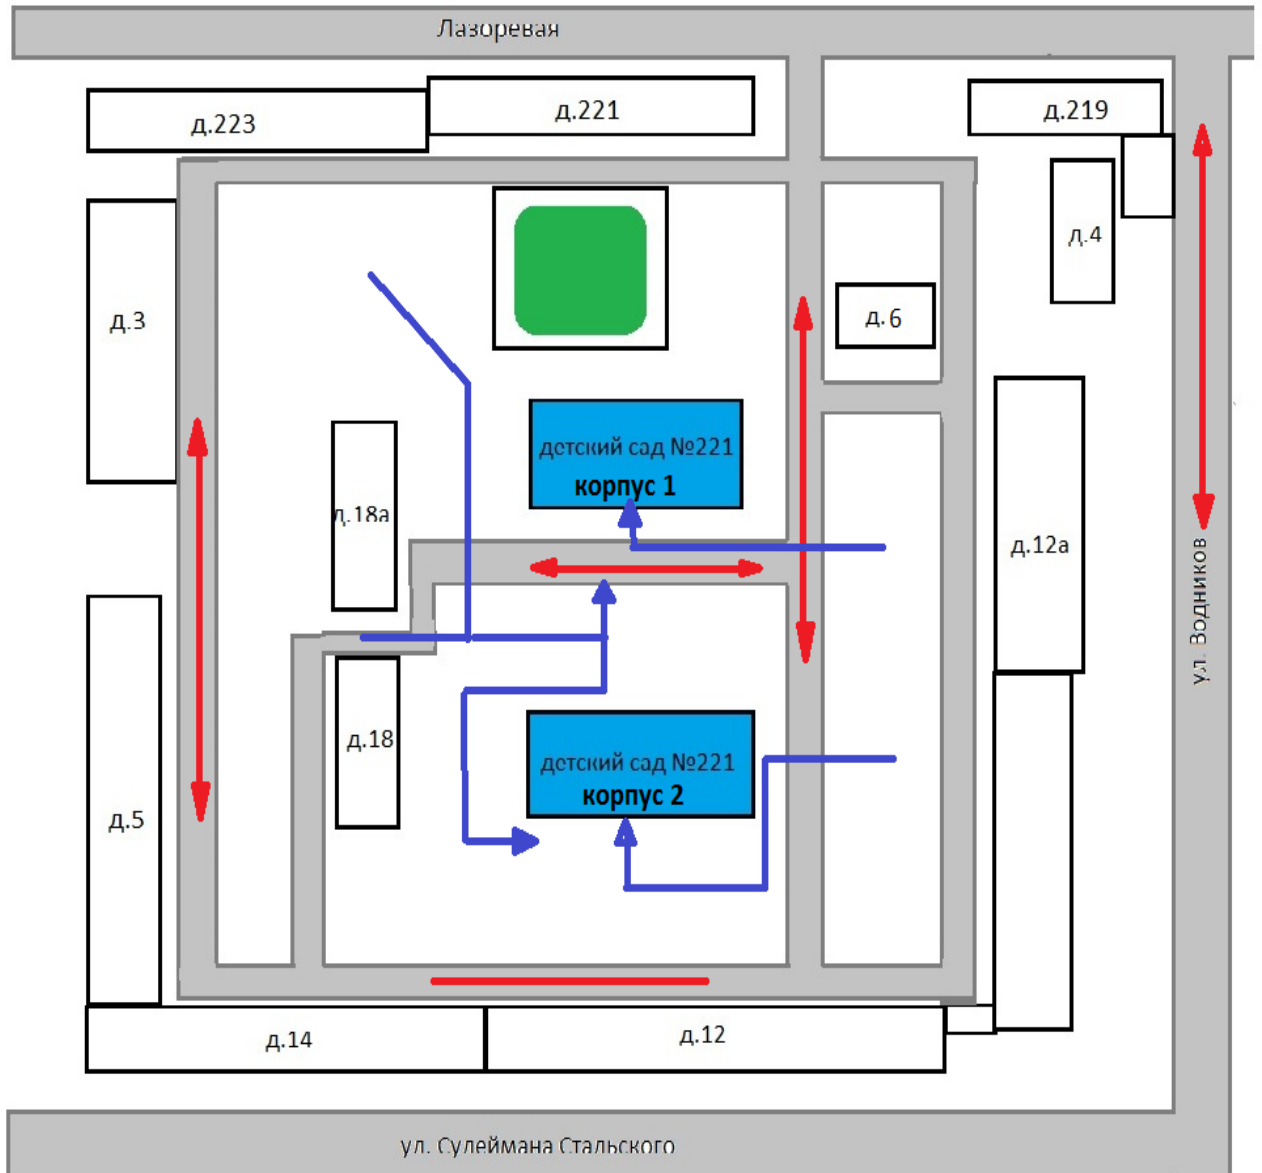 Лазоревая
д.223
д.221
д.219
д.4
д.3
д.6
детский сад №221
корпус 1
д.18а
д.12а
ул. Водников
д.18
детский сад №221
корпус 2
д.5
д.14
д.12
ул. Сулеймана Стальского